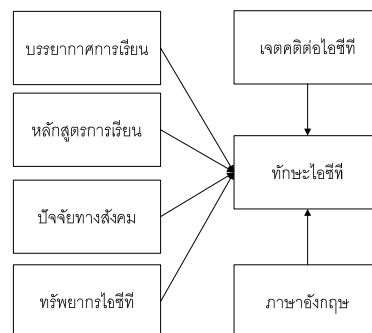 บรรยากาศการเรียน
เจตคติต่อไอซีที
หลักสูตรการเรียน
ทักษะไอซีที
ปัจจัยทางสังคม
ทรัพยากรไอซีที
ภาษาอังกฤษ